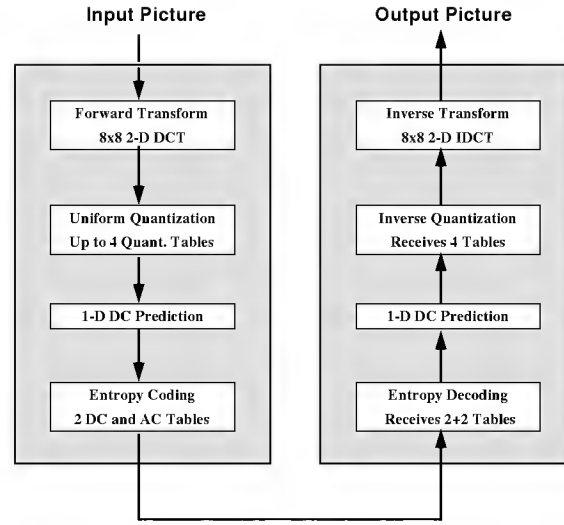 Input Picture
Output Picture
Forward Transform
8x8 2-D DCT
Uniform Quantization
Up to 4 Quant. Tables
1-D DC Prediction
Entropy Coding
2 DC and AC Tables
Inverse Transform
8x8 2-D IDCT
Inverse Quantization
Receives 4 Tables
1-D DC Prediction
Entropy Decoding
Receives 2+2 Tables